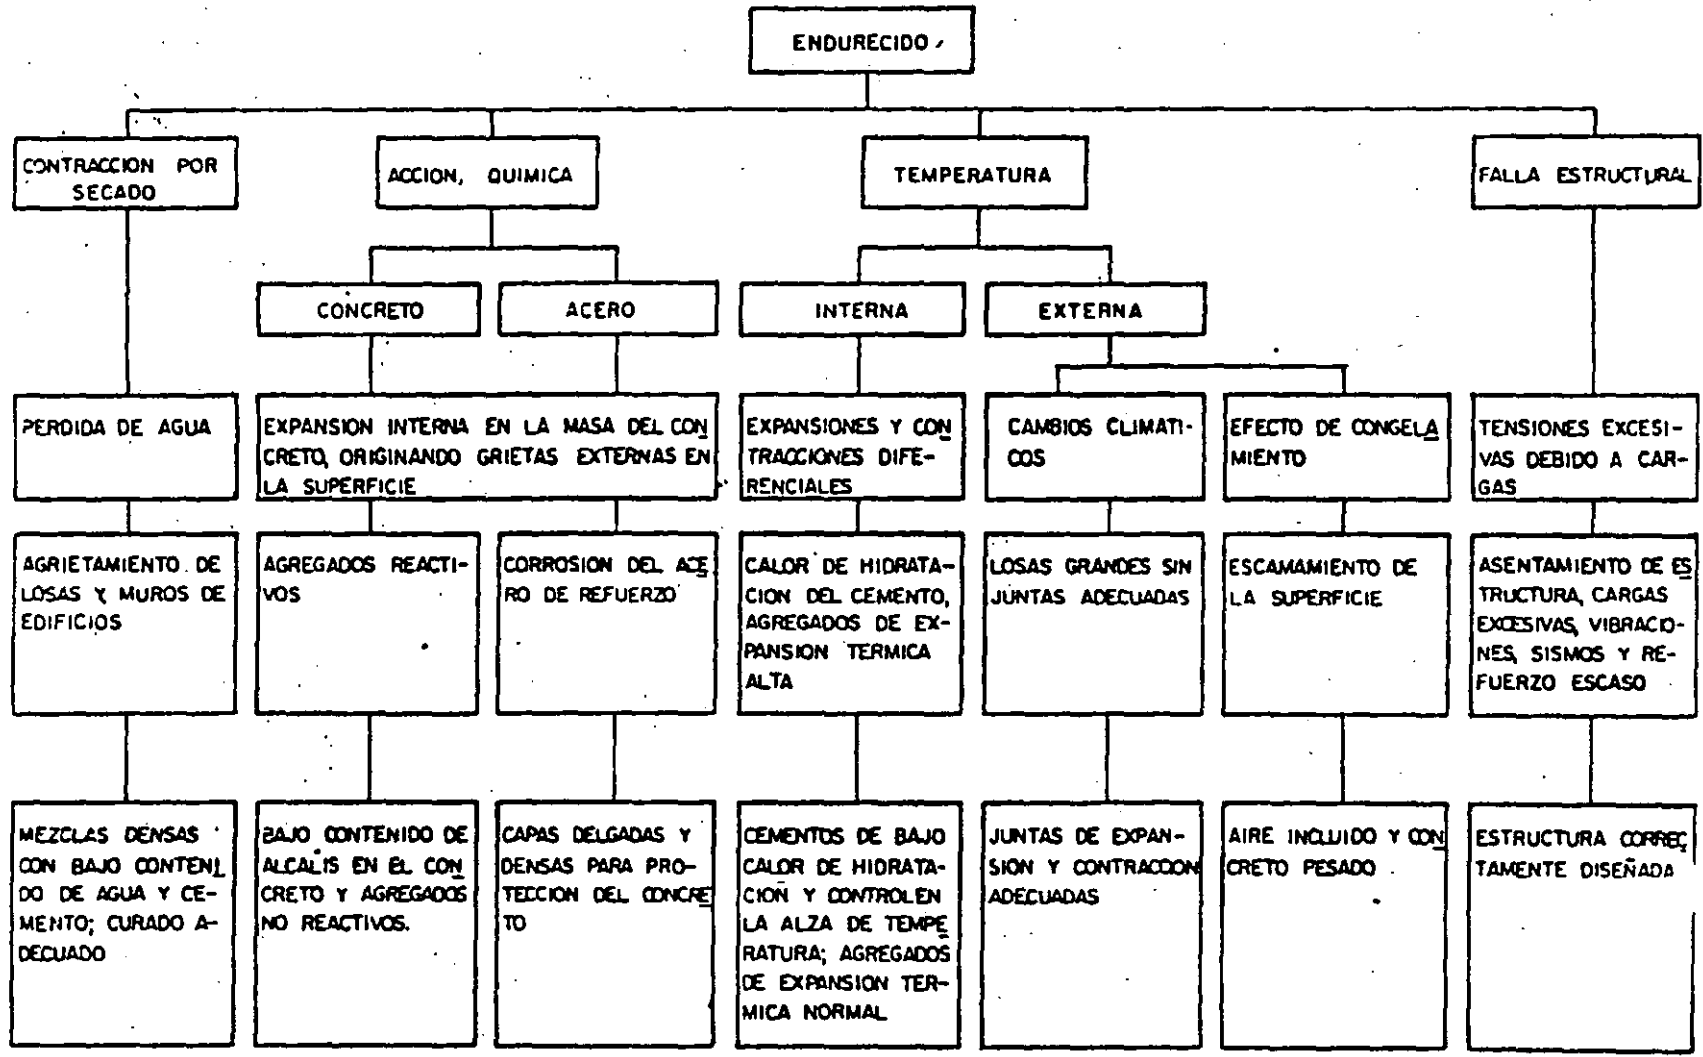 ENDURECIDO
CONTRACCION POR
SECADO
ACCION, QUIMICA
TEMPERATURA
FALLA ESTRUCTURAL
CONCRETO
ACERO
INTERNA
EXTERNA
PERDIDA DE AGUA
EXPANSION INTERNA EN LA MASA DEL CON
CRETO, ORIGINANDO GRIETAS EXTERNAS EN
LA SUPERFICIE
EXPANSIONES Y CON
TRACCIONES DIFE-
RENCIALES
CAMBIOS CLIMATI-
COS
EFECTO DE CONGELA
MIENTO
TENSIONES EXCESI-
VAS DEBIDO A CAR-
GAS
AGRIETAMIENTO DE
LOSAS Y MUROS DE
EDIFICIOS
AGREGADOS REACTI-
VOS
CORROSION DEL ACE
RO DE REFUERZO
CALOR DE HIDRATA-
CION DEL CEMENTO,
AGREGADOS DE EX-
PANSION TERMICA
ALTA
LOSAS GRANDES SIN
JUNTAS ADECUADAS
ESCAMAMIENTO DE
LA SUPERFICIE
ASENTAMIENTO DE ES
TRUCTURA, CARGAS
EXCESIVAS, VIBRACIO-
NES, SISMOS Y RE-
FUERZO ESCASO
MEZCLAS DENSAS
CON BAJO CONTENI
DO DE AGUA Y CE-
MENTO; CURADO A-
DECUADO
BAJO CONTENIDO DE
ALCALIS EN EL CON
CRETO Y AGREGADOS
NO REACTIVOS.
CAPAS DELGADAS Y
DENSAS PARA PRO-
TECCION DEL CONCRE
TO
CEMENTOS DE BAJO
CALOR DE HIDRATA-
CION Y CONTROLEN
LA ALZA DE TEMPE
RATURA; AGREGADOS
DE EXPANSION TER-
MICA NORMAL
JUNTAS DE EXPAN-
SION Y CONTRACCION
ADECUADAS
AIRE INCLUIDO Y CON
CRETO PESADO
ESTRUCTURA CORREC
TAMENTE DISEÑADA